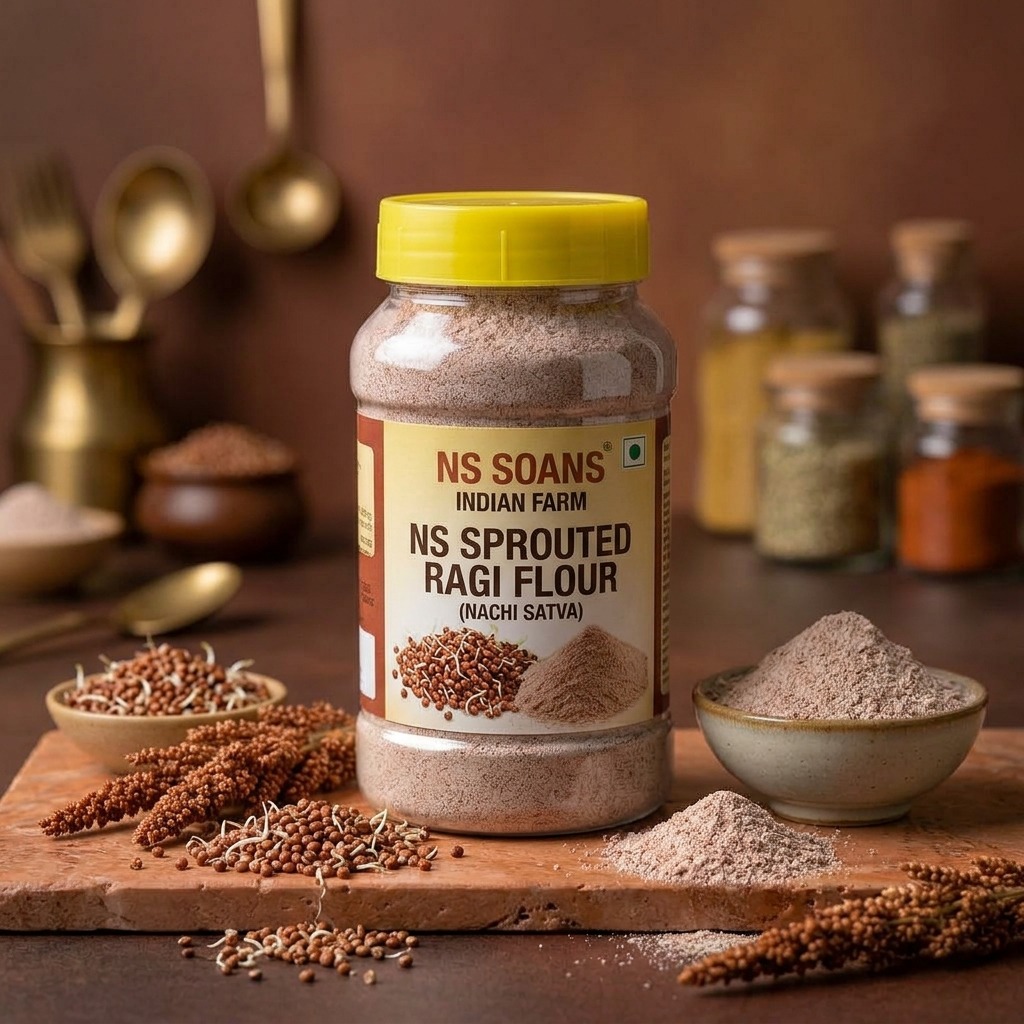 NS SOANS®
INDIAN FARM
NS SPROUTED
RAGI FLOUR
(NACHI SATVA)